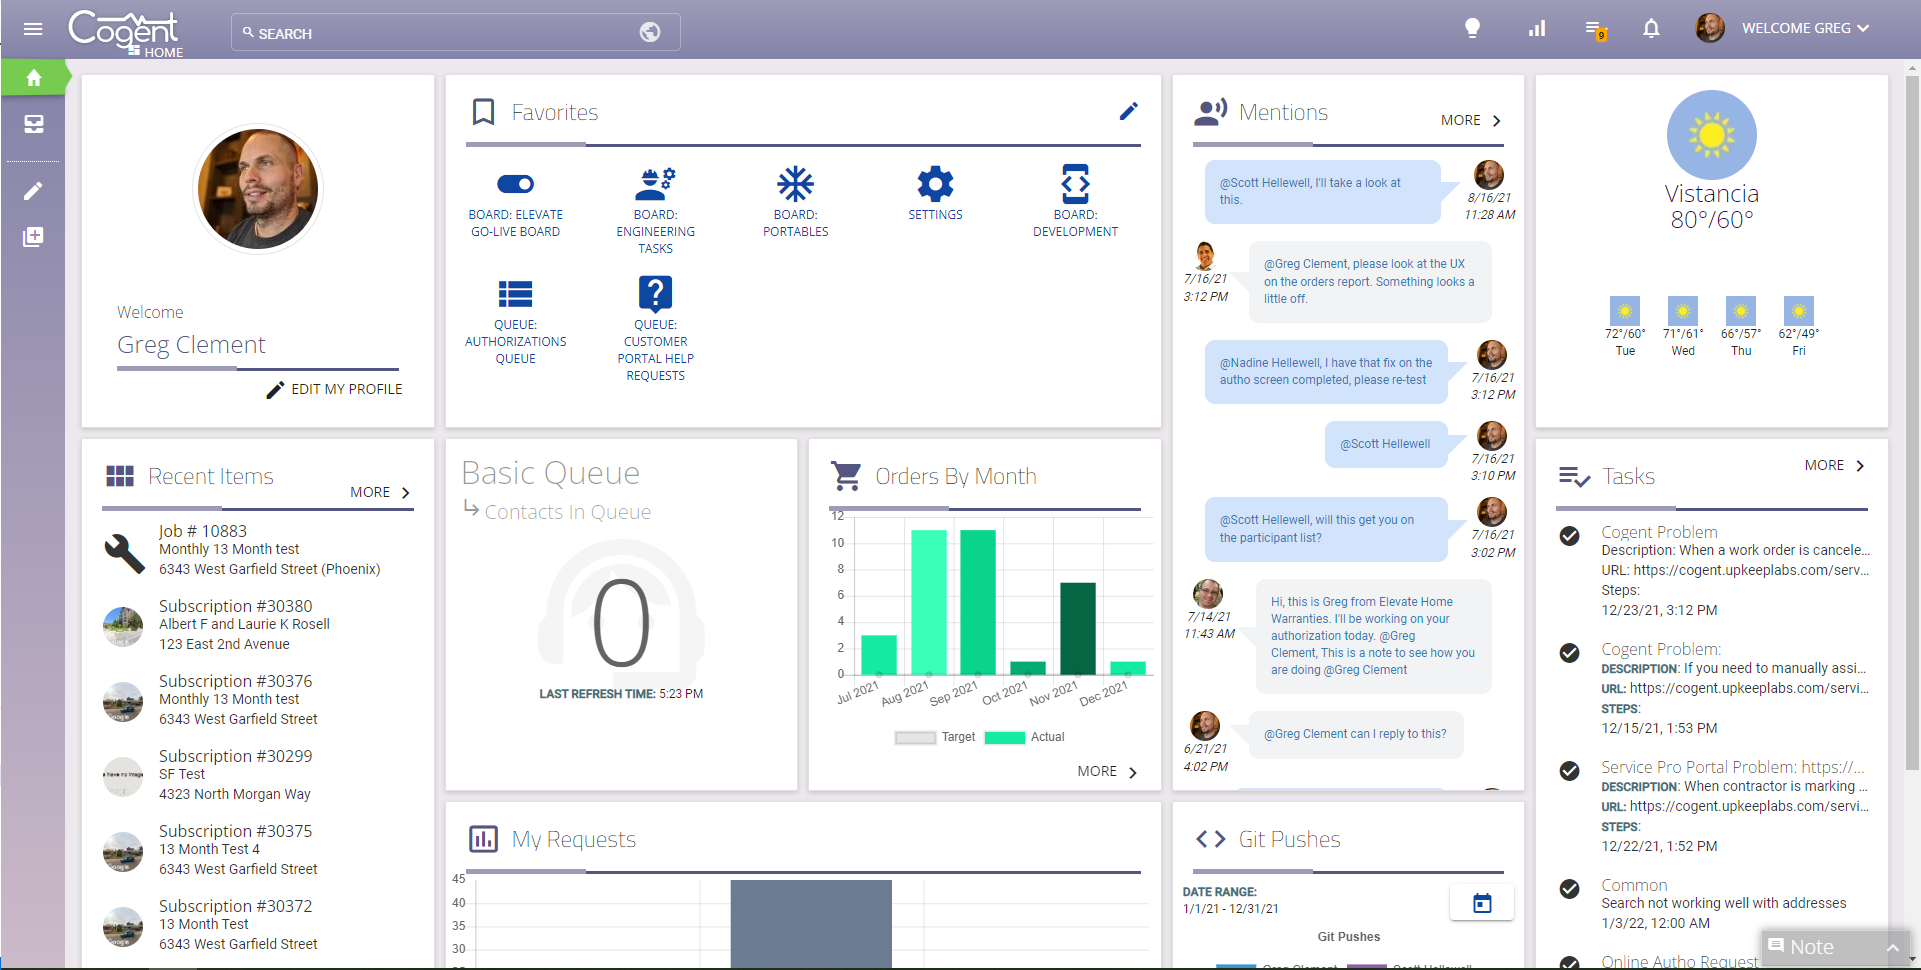 Cogent
HOME
SEARCH
9
WELCOME GREG
Welcome
Greg Clement
EDIT MY PROFILE
Favorites
BOARD: ELEVATE
GO-LIVE BOARD
BOARD:
ENGINEERING
TASKS
BOARD:
PORTABLES
SETTINGS
BOARD:
DEVELOPMENT
QUEUE:
AUTHORIZATIONS
QUEUE
QUEUE:
CUSTOMER
PORTAL HELP
REQUESTS
Mentions
MORE
@Scott Hellewell, I'll take a look at
this.
8/16/21
11:28 AM
7/16/21
3:12 PM
@Greg Clement, please look at the UX
on the orders report. Something looks a
little off.
@Nadine Hellewell, I have that fix on the
autho screen completed, please re-test
7/16/21
3:12 PM
@Scott Hellewell
7/16/21
3:10 PM
@Scott Hellewell, will this get you on
the participant list?
7/16/21
3:02 PM
7/14/21
11:43 AM
Hi, this is Greg from Elevate Home
Warranties. I'll be working on your
authorization today. @Greg
Clement, This is a note to see how you
are doing @Greg Clement
6/21/21
4:02 PM
@Greg Clement can I reply to this?
Vistancia
80°/60°
72°/60° 71°/61° 66°/57° 62°/49°
Tue Wed Thu Fri
Recent Items
MORE
Job # 10883
Monthly 13 Month test
6343 West Garfield Street (Phoenix)
Subscription #30380
Albert F and Laurie K Rosell
123 East 2nd Avenue
Subscription #30376
Monthly 13 Month test
6343 West Garfield Street
Subscription #30299
SF Test
4323 North Morgan Way
Subscription #30375
13 Month Test 4
6343 West Garfield Street
Subscription #30372
13 Month Test
6343 West Garfield Street
Basic Queue
Contacts In Queue
0
LAST REFRESH TIME: 5:23 PM
Orders By Month
12
10
8
6
4
2
0
Jul 2021 Aug 2021 Sep 2021 Oct 2021 Nov 2021 Dec 2021
Target Actual
MORE
Tasks
MORE
Cogent Problem
Description: When a work order is cancele...
URL: https://cogent.upkeeplabs.com/serv...
Steps:
12/23/21, 3:12 PM
Cogent Problem:
DESCRIPTION: If you need to manually assi...
URL: https://cogent.upkeeplabs.com/servi...
STEPS:
12/15/21, 1:53 PM
Service Pro Portal Problem: https://...
DESCRIPTION: When contractor is marking ...
URL: https://cogent.upkeeplabs.com/servi...
STEPS:
12/22/21, 1:52 PM
Common
Search not working well with addresses
1/3/22, 12:00 AM
Online Autho Request
My Requests
45
40
35
30
Git Pushes
DATE RANGE:
1/1/21 - 12/31/21
Git Pushes
Greg Clement Scott Hellewell
Note